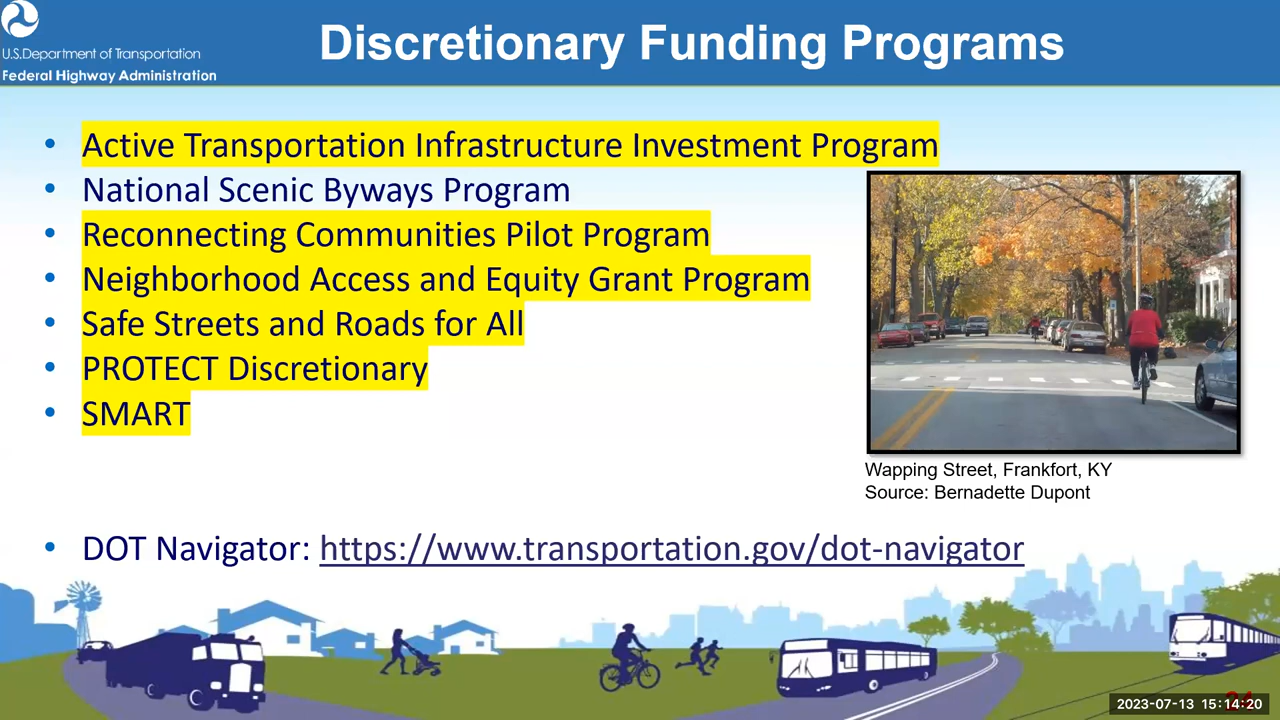 U.S.Department of Transportation
Federal Highway Administration
Discretionary Funding Programs
• Active Transportation Infrastructure Investment Program
• National Scenic Byways Program
• Reconnecting Communities Pilot Program
• Neighborhood Access and Equity Grant Program
• Safe Streets and Roads for All
• PROTECT Discretionary
• SMART
Wapping Street, Frankfort, KY
Source: Bernadette Dupont
• DOT Navigator: https://www.transportation.gov/dot-navigator
2023-07-13 15:14:20